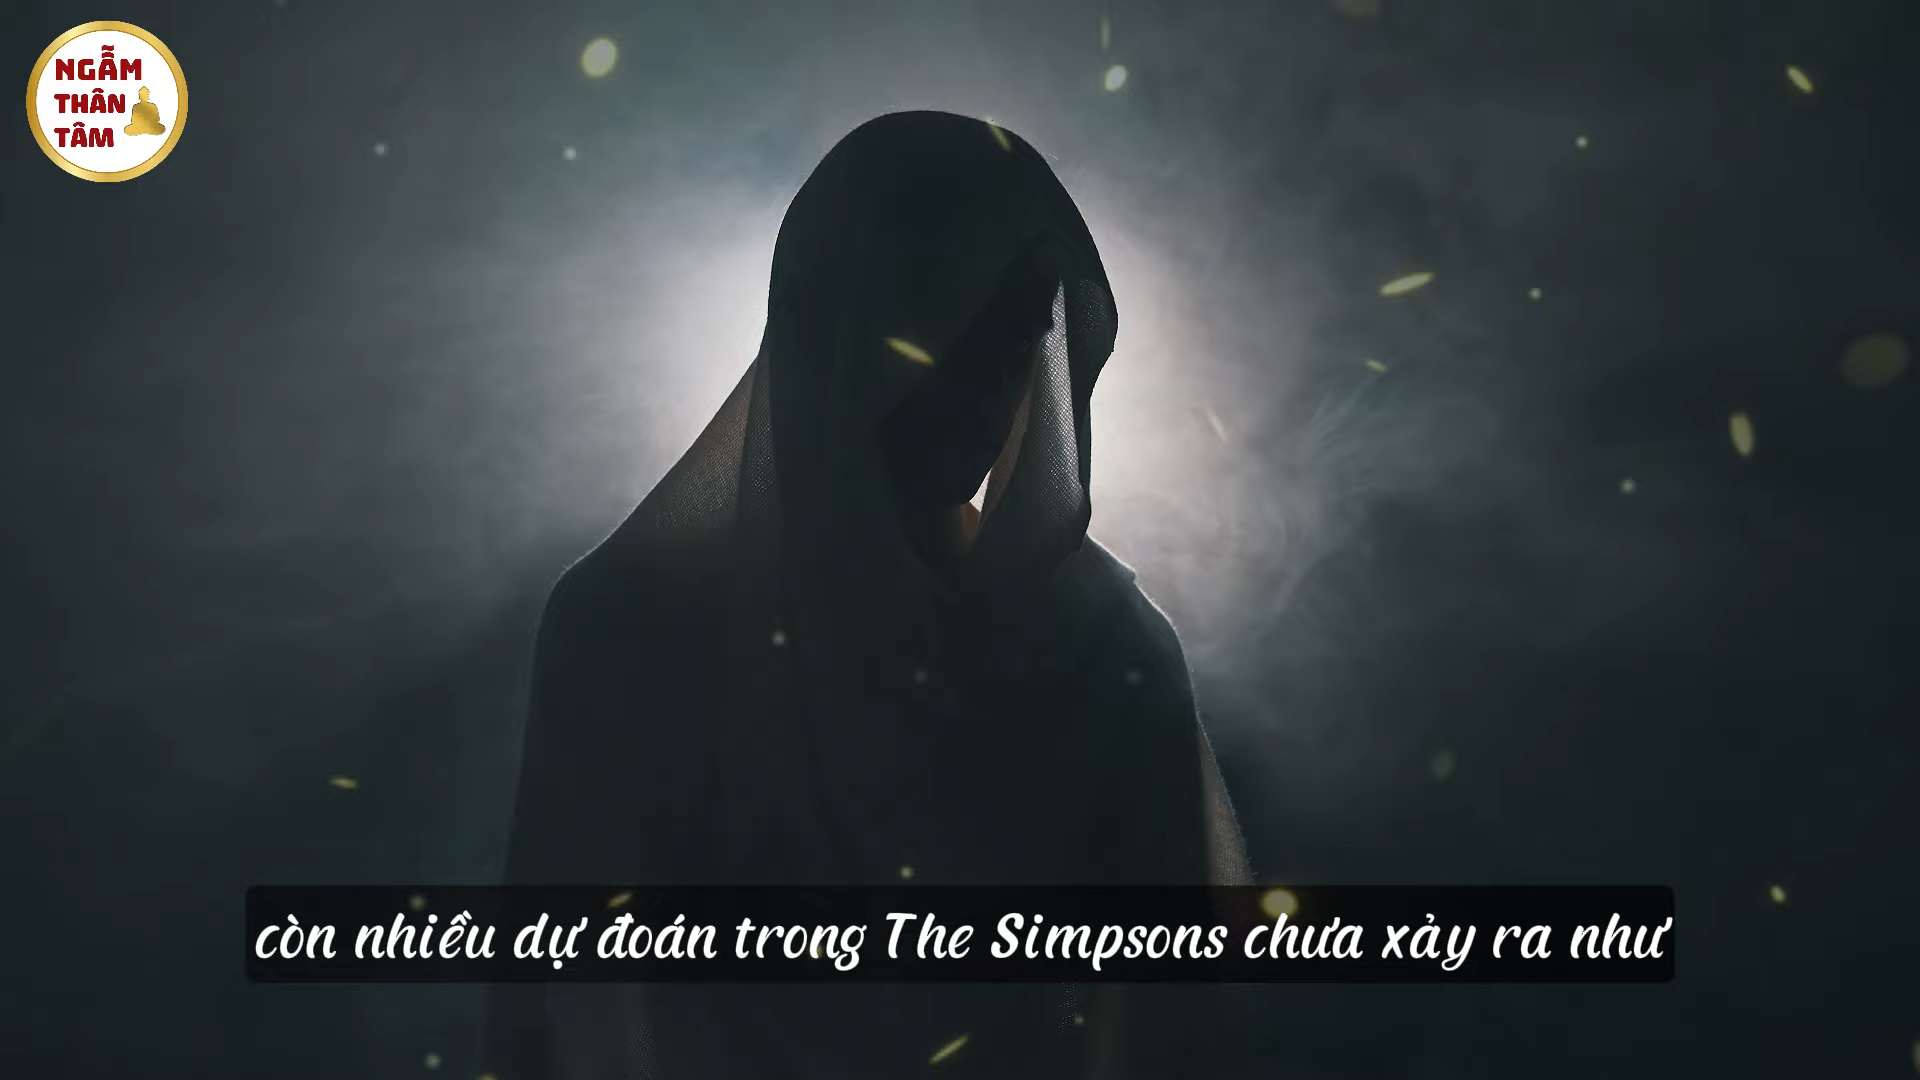 NGẪM
THÂN
TÂM
còn nhiều dự đoán trong The Simpsons chưa xảy ra như